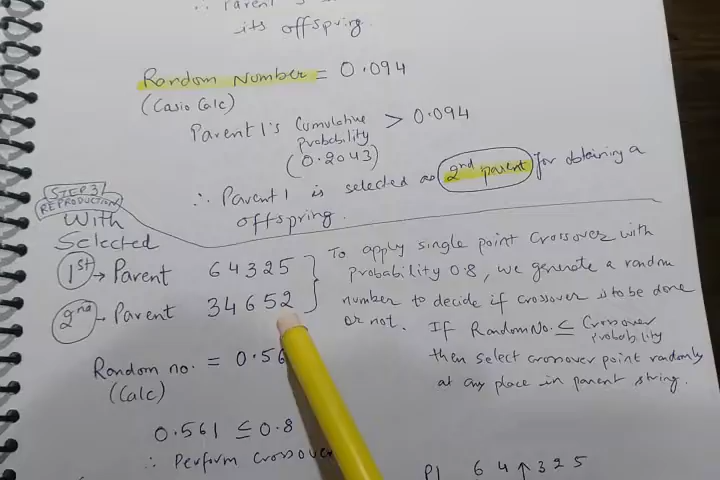 ∴ Parent
its offspring.
Random Number = 0.094
(Casio Calc)
Parent 1's Cumulative Probability > 0.094
(0.2043)
∴ Parent 1 is selected as 2nd parent for obtaining a
offspring.
STEP 3
REPRODUCTION
With
Selected
1st → Parent 64325
2nd → Parent 34652
To apply single point crossover with
probability 0.8, we generate a random
number to decide if crossover is to be done
or not. If Random No. ≤ Crossover Probability
then select crossover point randomly
at any place in parent string.
Random no. = 0.56
(Calc)
0.561 ≤ 0.8
∴ Perform Crossover
P1 6 4 ↑ 3 2 5